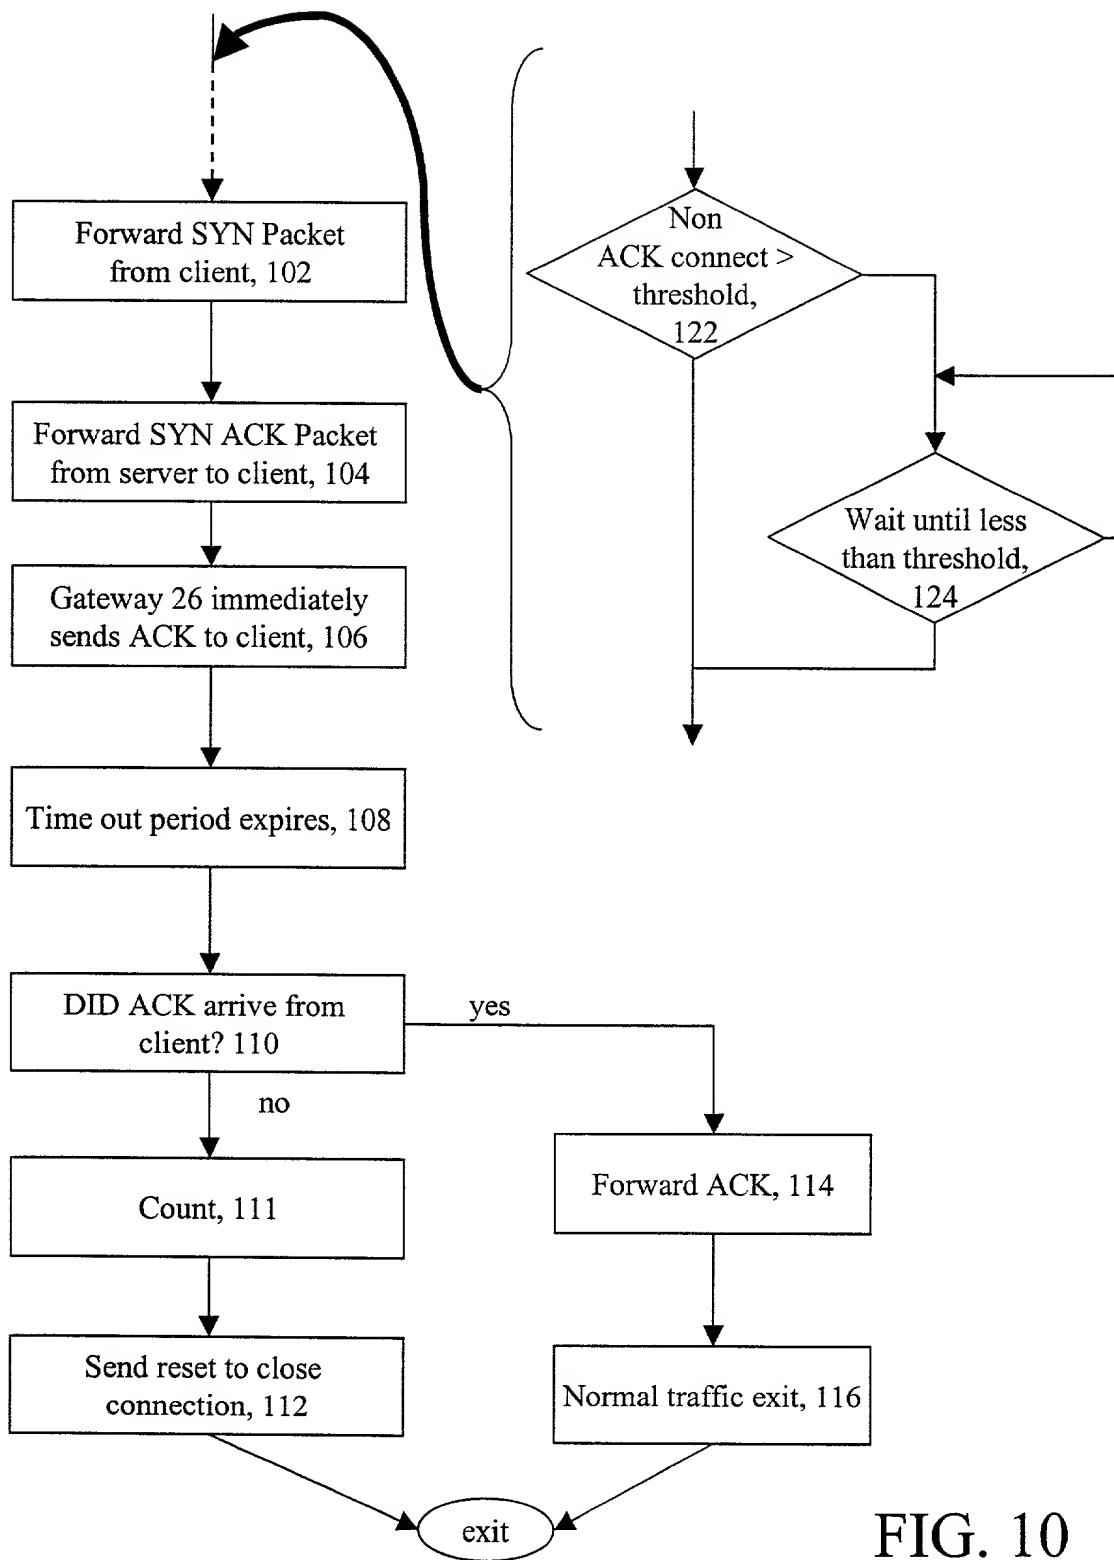 Forward SYN Packet
from client, 102
Forward SYN ACK Packet
from server to client, 104
Gateway 26 immediately
sends ACK to client, 106
Time out period expires, 108
DID ACK arrive from
client? 110
yes
no
Count, 111
Send reset to close
connection, 112
Forward ACK, 114
Normal traffic exit, 116
exit
Non
ACK connect >
threshold,
122
Wait until less
than threshold,
124
FIG. 10